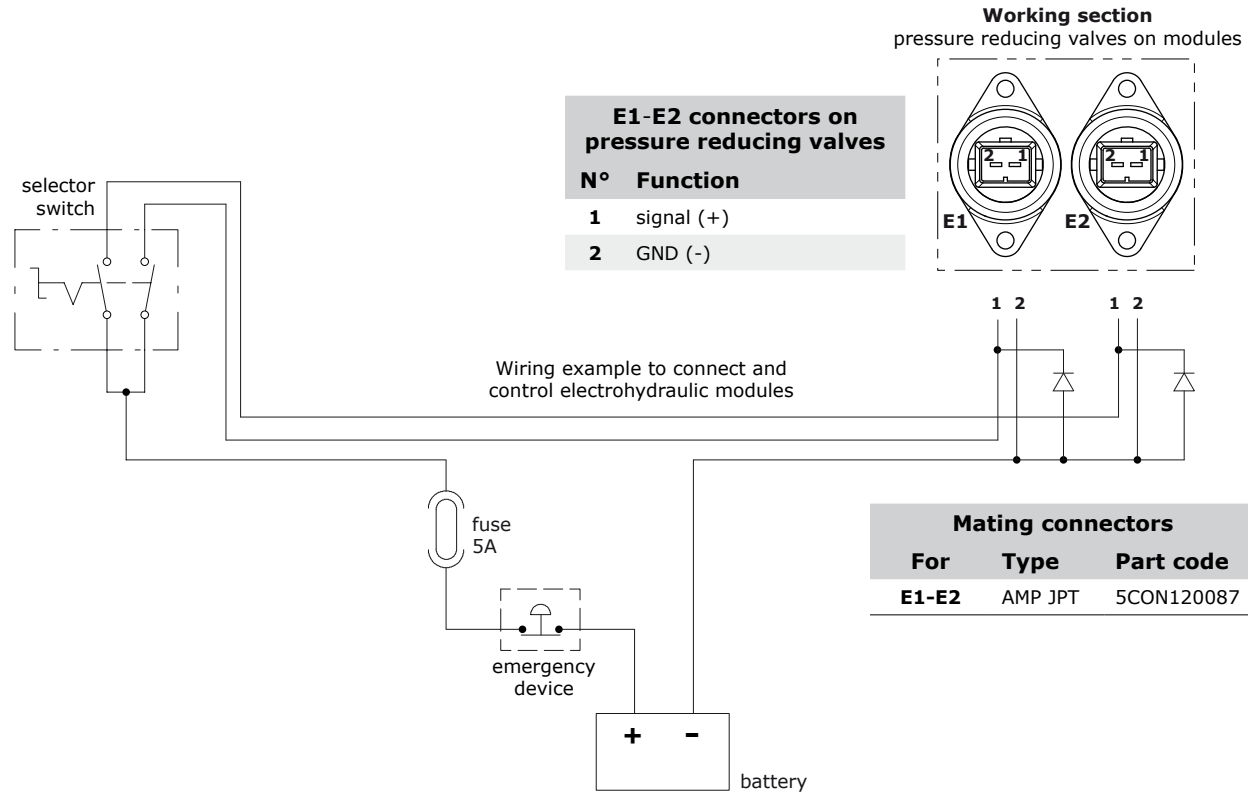 Working section
pressure reducing valves on modules
E1-E2 connectors on
pressure reducing valves
N° Function
1 signal (+)
2 GND (-)
2 1
2 1
E1
E2
selector
switch
1 2
1 2
Wiring example to connect and
control electrohydraulic modules
fuse
5A
Mating connectors
For Type Part code
E1-E2 AMP JPT 5CON120087
emergency
device
+ -
battery